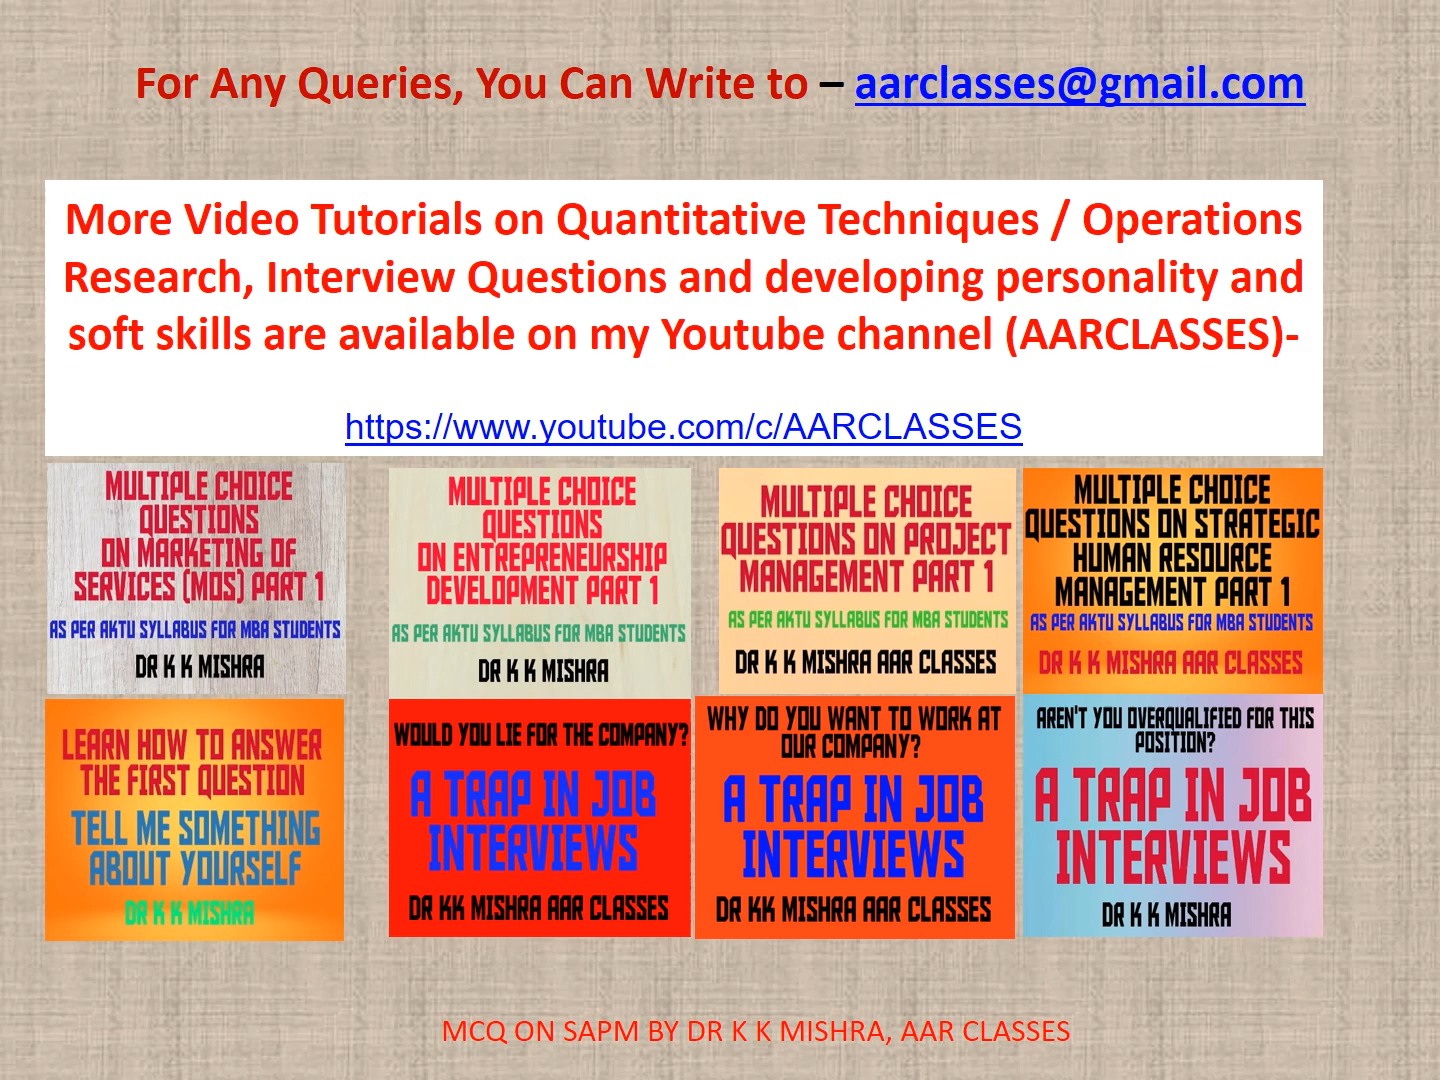 For Any Queries, You Can Write to – aarclasses@gmail.com
More Video Tutorials on Quantitative Techniques / Operations
Research, Interview Questions and developing personality and
soft skills are available on my Youtube channel (AARCLASSES)-
https://www.youtube.com/c/AARCLASSES
MULTIPLE CHOICE
QUESTIONS
ON MARKETING OF
SERVICES (MOS) PART 1
AS PER AKTU SYLLABUS FOR MBA STUDENTS
DR K K MISHRA
MULTIPLE CHOICE
QUESTIONS
ON ENTREPRENEURSHIP
DEVELOPMENT PART 1
AS PER AKTU SYLLABUS FOR MBA STUDENTS
DR K K MISHRA
MULTIPLE CHOICE
QUESTIONS ON PROJECT
MANAGEMENT PART 1
AS PER AKTU SYLLABUS FOR MBA STUDENTS
DR K K MISHRA AAR CLASSES
MULTIPLE CHOICE
QUESTIONS ON STRATEGIC
HUMAN RESOURCE
MANAGEMENT PART 1
AS PER AKTU SYLLABUS FOR MBA STUDENTS
DR K K MISHRA AAR CLASSES
LEARN HOW TO ANSWER
THE FIRST QUESTION
TELL ME SOMETHING
ABOUT YOURSELF
DR K K MISHRA
WOULD YOU LIE FOR THE COMPANY?
A TRAP IN JOB
INTERVIEWS
DR KK MISHRA AAR CLASSES
WHY DO YOU WANT TO WORK AT
OUR COMPANY?
A TRAP IN JOB
INTERVIEWS
DR KK MISHRA AAR CLASSES
AREN'T YOU OVERQUALIFIED FOR THIS
POSITION?
A TRAP IN JOB
INTERVIEWS
DR K K MISHRA
MCQ ON SAPM BY DR K K MISHRA, AAR CLASSES